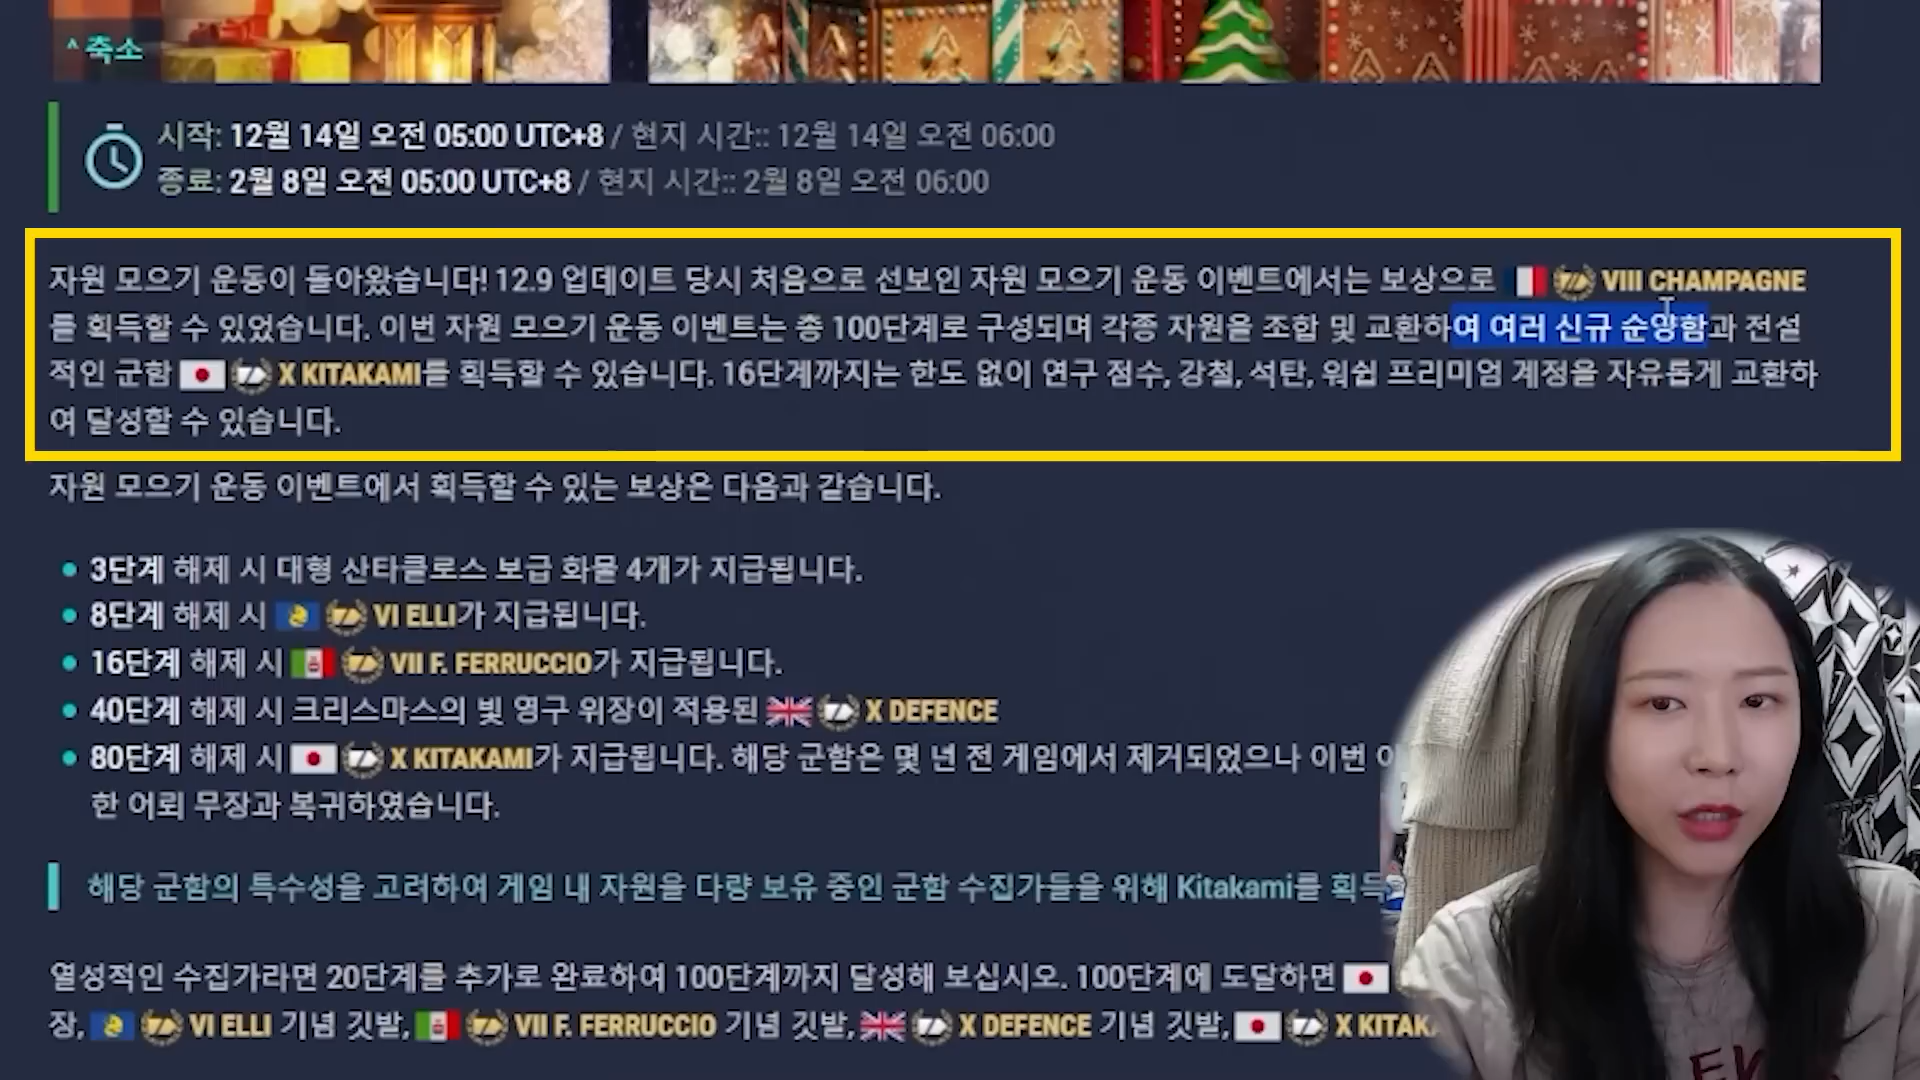 ^ 축소
시작: 12월 14일 오전 05:00 UTC+8 / 현지 시간:: 12월 14일 오전 06:00
종료: 2월 8일 오전 05:00 UTC+8 / 현지 시간:: 2월 8일 오전 06:00
자원 모으기 운동이 돌아왔습니다! 12.9 업데이트 당시 처음으로 선보인 자원 모으기 운동 이벤트에서는 보상으로 VIII CHAMPAGNE
를 획득할 수 있었습니다. 이번 자원 모으기 운동 이벤트는 총 100단계로 구성되며 각종 자원을 조합 및 교환하여 여러 신규 순양함과 전설
적인 군함 X KITAKAMI를 획득할 수 있습니다. 16단계까지는 한도 없이 연구 점수, 강철, 석탄, 워쉽 프리미엄 계정을 자유롭게 교환하
여 달성할 수 있습니다.
자원 모으기 운동 이벤트에서 획득할 수 있는 보상은 다음과 같습니다.
3단계 해제 시 대형 산타클로스 보급 화물 4개가 지급됩니다.
8단계 해제 시 VI ELLI가 지급됩니다.
16단계 해제 시 VII F. FERRUCCIO가 지급됩니다.
40단계 해제 시 크리스마스의 빛 영구 위장이 적용된 X DEFENCE
80단계 해제 시 X KITAKAMI가 지급됩니다. 해당 군함은 몇 년 전 게임에서 제거되었으나 이번
한 어뢰 무장과 복귀하였습니다.
해당 군함의 특수성을 고려하여 게임 내 자원을 다량 보유 중인 군함 수집가들을 위해 Kitakami를 획득
열성적인 수집가라면 20단계를 추가로 완료하여 100단계까지 달성해 보십시오. 100단계에 도달하면
장, VI ELLI 기념 깃발, VII F. FERRUCCIO 기념 깃발, X DEFENCE 기념 깃발, X KITAK